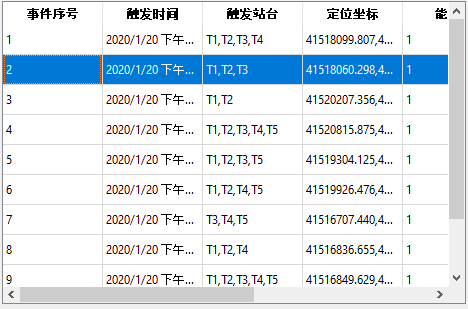 事件序号 触发时间 触发站台 定位坐标 能
1 2020/1/20 下午... T1,T2,T3,T4 41518099.807,4... 1
2 2020/1/20 下午... T1,T2,T3 41518060.298,4... 1
3 2020/1/20 下午... T1,T2 41520207.356,4... 1
4 2020/1/20 下午... T1,T2,T3,T4,T5 41520815.875,4... 1
5 2020/1/20 下午... T1,T2,T3,T5 41519304.125,4... 1
6 2020/1/20 下午... T1,T2,T4,T5 41519926.476,4... 1
7 2020/1/20 下午... T3,T4,T5 41516707.440,4... 1
8 2020/1/20 下午... T1,T2,T4 41516836.655,4... 1
9 2020/1/20 下午... T1,T2,T3,T4,T5 41516849.629,4... 1